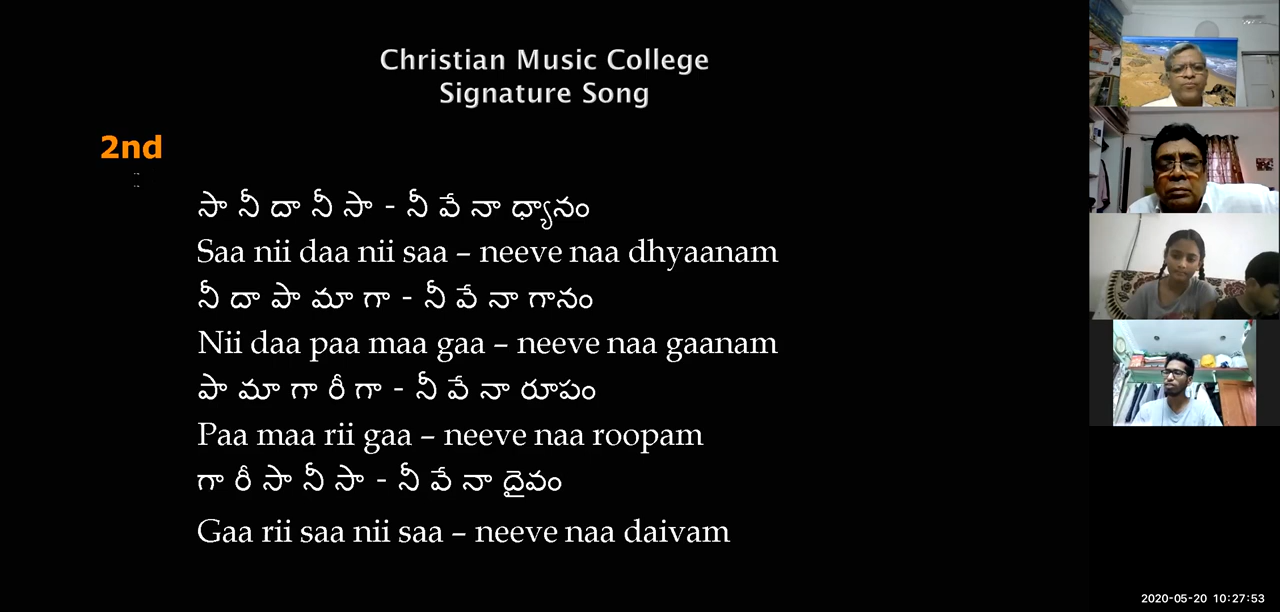 Christian Music College
Signature Song
2nd
సా నీ దా నీ సా - నీ వే నా ధ్యానం
Saa nii daa nii saa – neeve naa dhyaanam
నీ దా పా మా గా - నీ వే నా గానం
Nii daa paa maa gaa – neeve naa gaanam
పా మా గా రీ గా - నీ వే నా రూపం
Paa maa rii gaa – neeve naa roopam
గా రీ సా నీ సా - నీ వే నా దైవం
Gaa rii saa nii saa – neeve naa daivam
2020-05-20 10:27:53